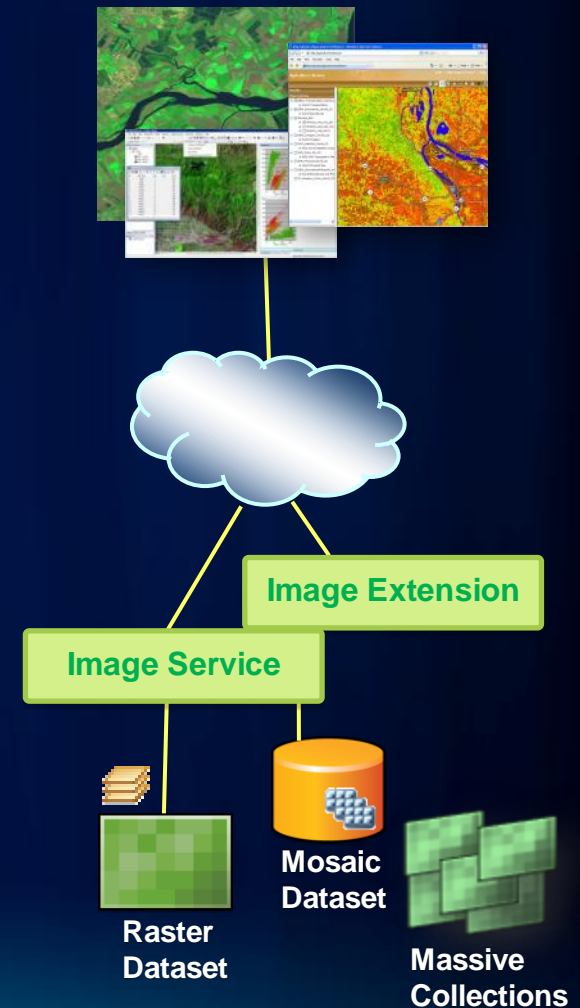 Image Extension
Image Service
Mosaic
Dataset
Raster
Dataset
Massive
Collections